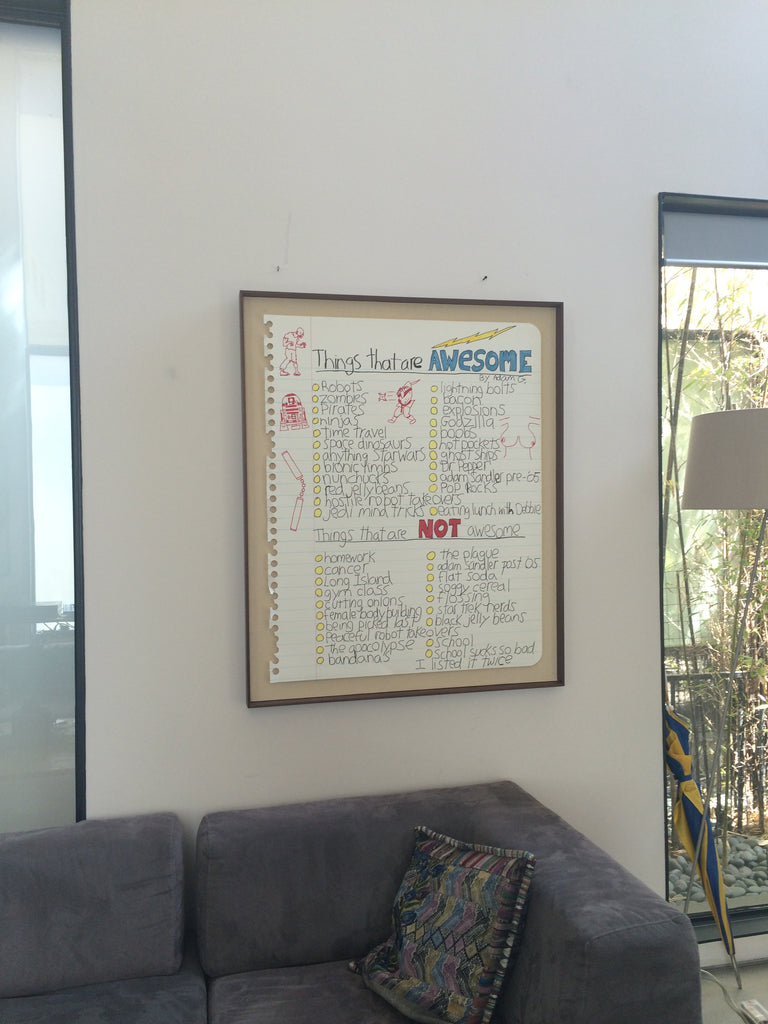 Things that are AWESOME
By Adam G.
Robots
zombies
Pirates
ninjas
Time travel
space dinosaurs
anything Starwars
bionic limbs
nunchucks
red jelly beans
hostile robot takeovers
Jedi mind tricks
lightning bolts
bacon
explosions
Godzilla
boobs
hot pockets
ghost ships
Dr Pepper
adam sandler pre-'05
Pop Rocks
eating lunch with Debbie
Things that are NOT awesome
homework
cancer
Long Island
gym class
cutting onions
female body building
being picked last
Peaceful robot takeovers
the apocolypse
bandanas
the plague
adam sandler post '05
flat soda
soggy cereal
flossing
star trek nerds
black jelly beans
school
school sucks so bad
I listed it twice